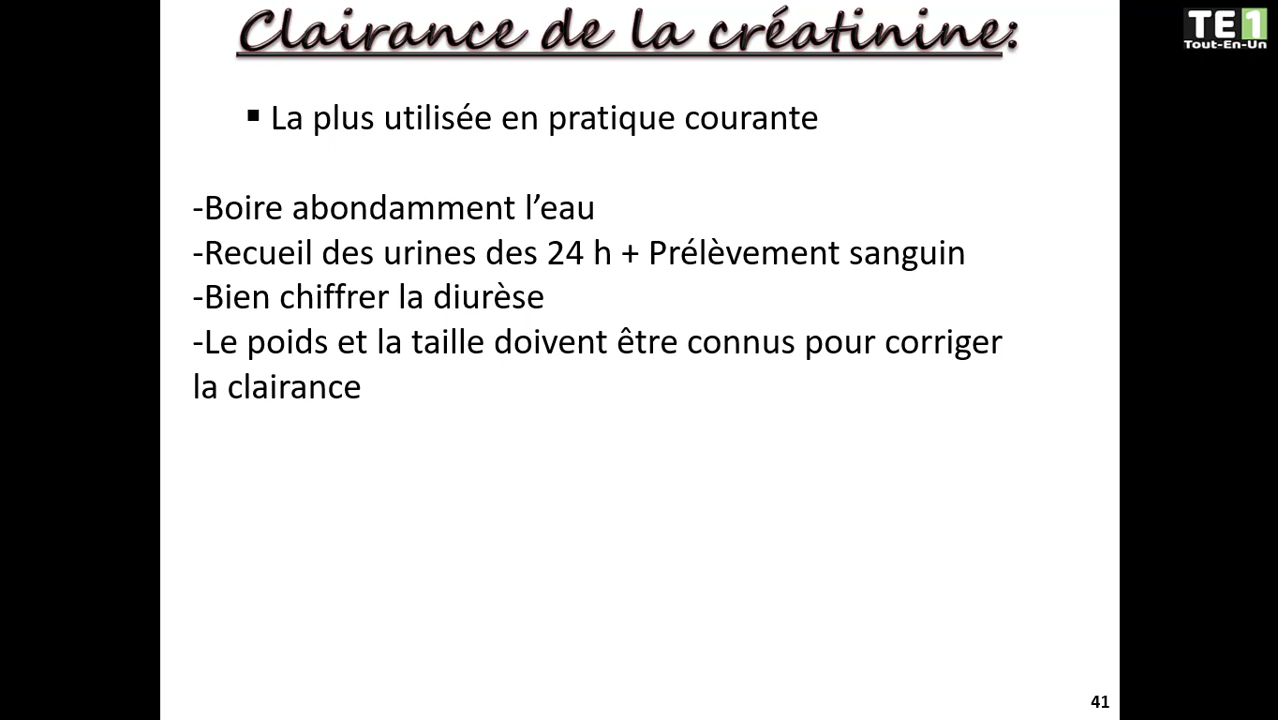 Clairance de la créatinine:
TE1
Tout-En-Un
▪ La plus utilisée en pratique courante
-Boire abondamment l’eau
-Recueil des urines des 24 h + Prélèvement sanguin
-Bien chiffrer la diurèse
-Le poids et la taille doivent être connus pour corriger
la clairance
41